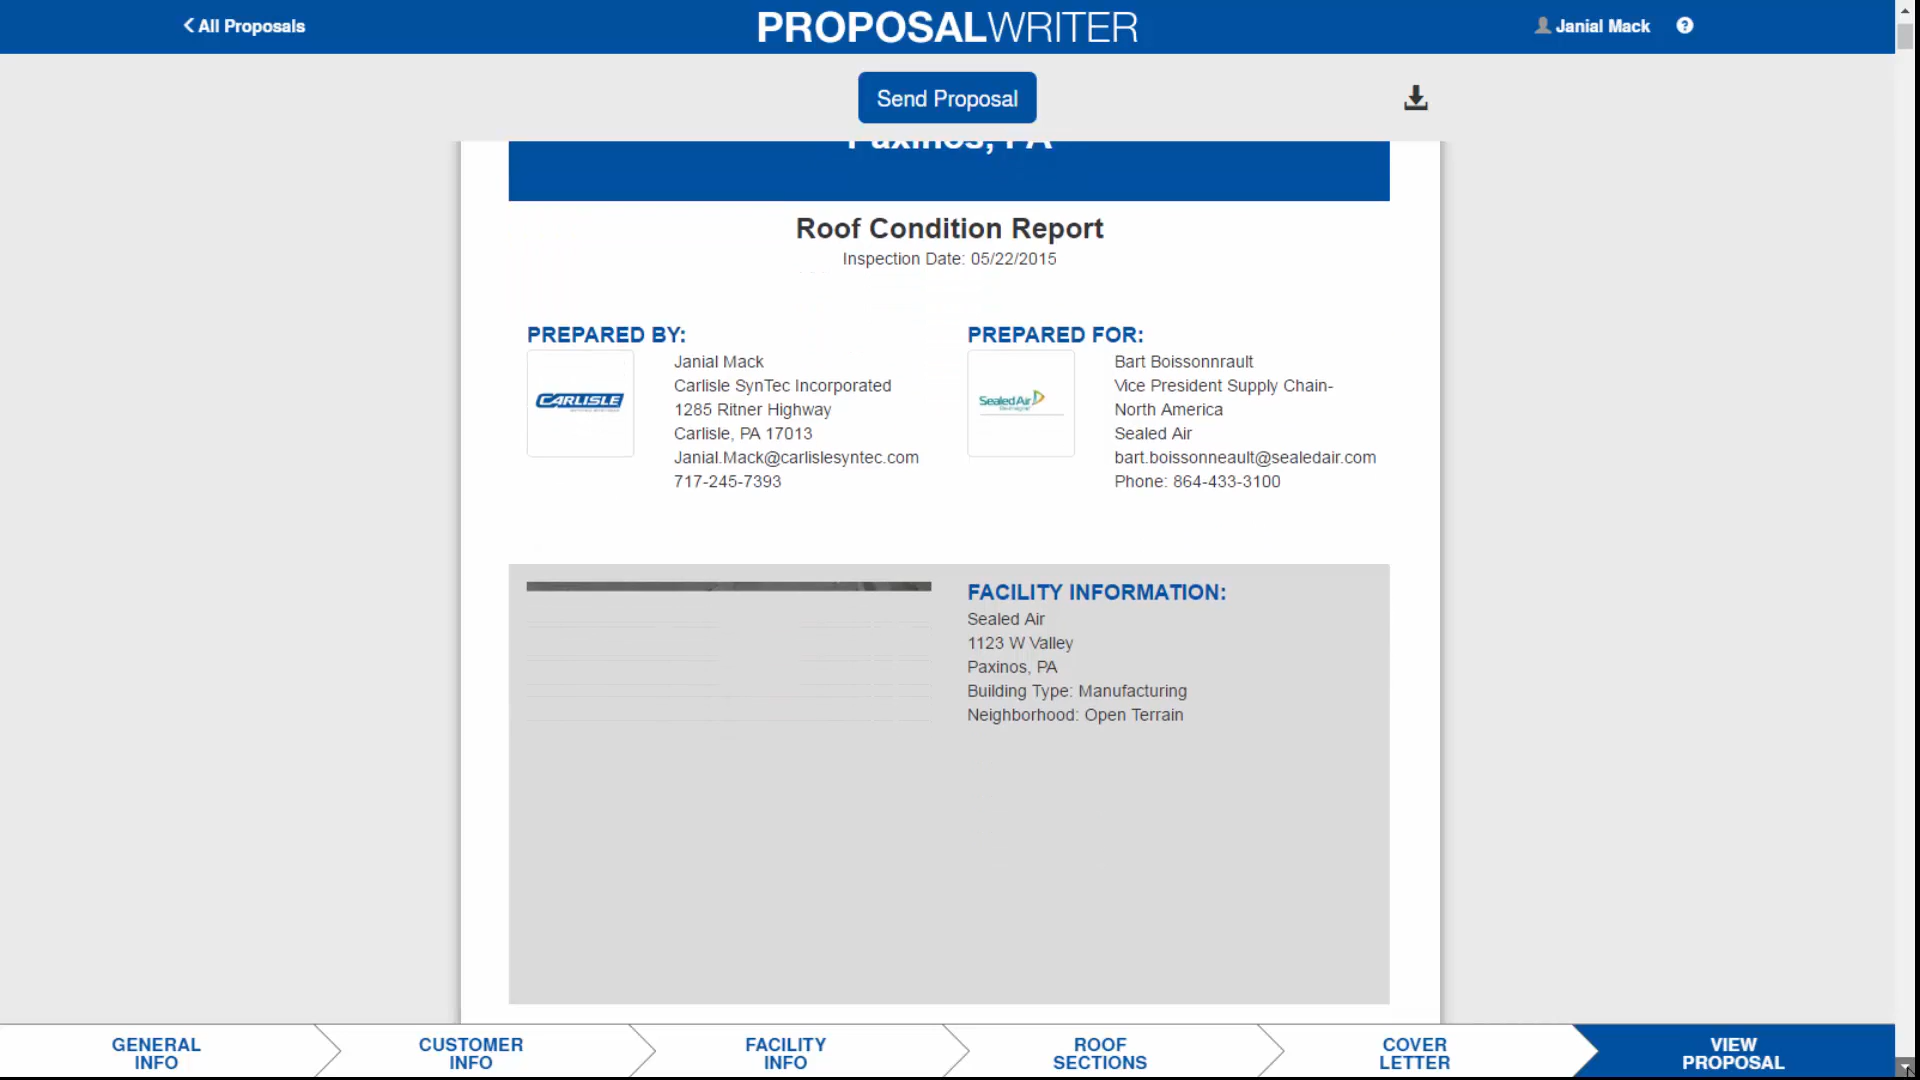 All Proposals
PROPOSALWRITER
Janial Mack
Send Proposal
Paxinos, PA
Roof Condition Report
Inspection Date: 05/22/2015
PREPARED BY:
CARLISLE
Janial Mack
Carlisle SynTec Incorporated
1285 Ritner Highway
Carlisle, PA 17013
Janial.Mack@carlislesyntec.com
717-245-7393
PREPARED FOR:
Sealed Air
Bart Boissonnrault
Vice President Supply Chain-
North America
Sealed Air
bart.boissonneault@sealedair.com
Phone: 864-433-3100
FACILITY INFORMATION:
Sealed Air
1123 W Valley
Paxinos, PA
Building Type: Manufacturing
Neighborhood: Open Terrain
GENERAL
INFO
CUSTOMER
INFO
FACILITY
INFO
ROOF
SECTIONS
COVER
LETTER
VIEW
PROPOSAL